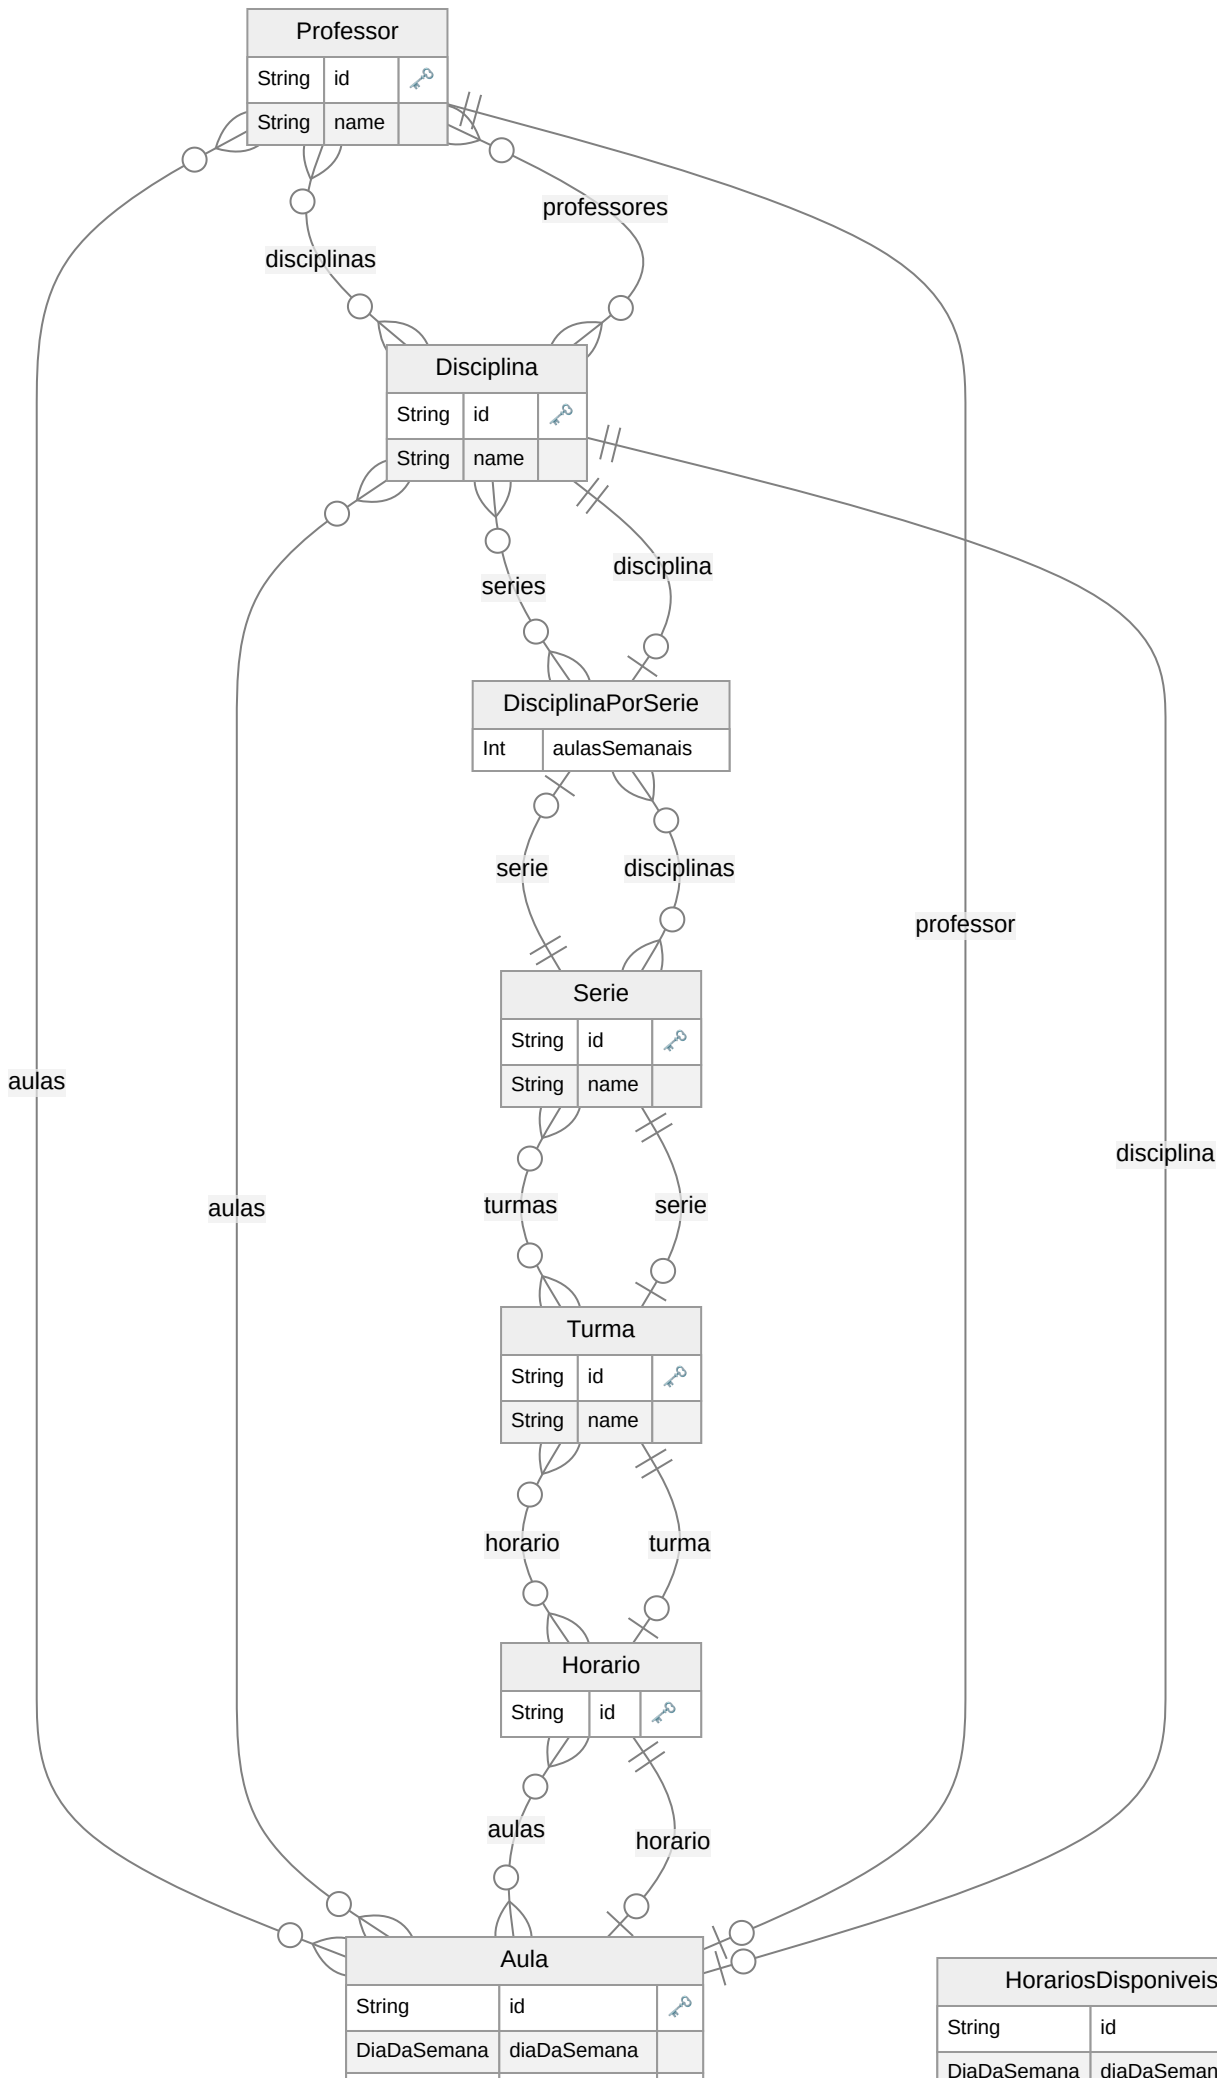 Professor
String id
String name
professores
disciplinas
Disciplina
String id
String name
series
disciplina
DisciplinaPorSerie
Int aulasSemanais
serie
disciplinas
professor
Serie
String id
String name
aulas
disciplina
aulas
turmas
serie
Turma
String id
String name
horario
turma
Horario
String id
aulas
horario
Aula
String id
DiaDaSemana diaDaSemana
HorariosDisponiveis
String id
DiaDaSemana diaDaSeman